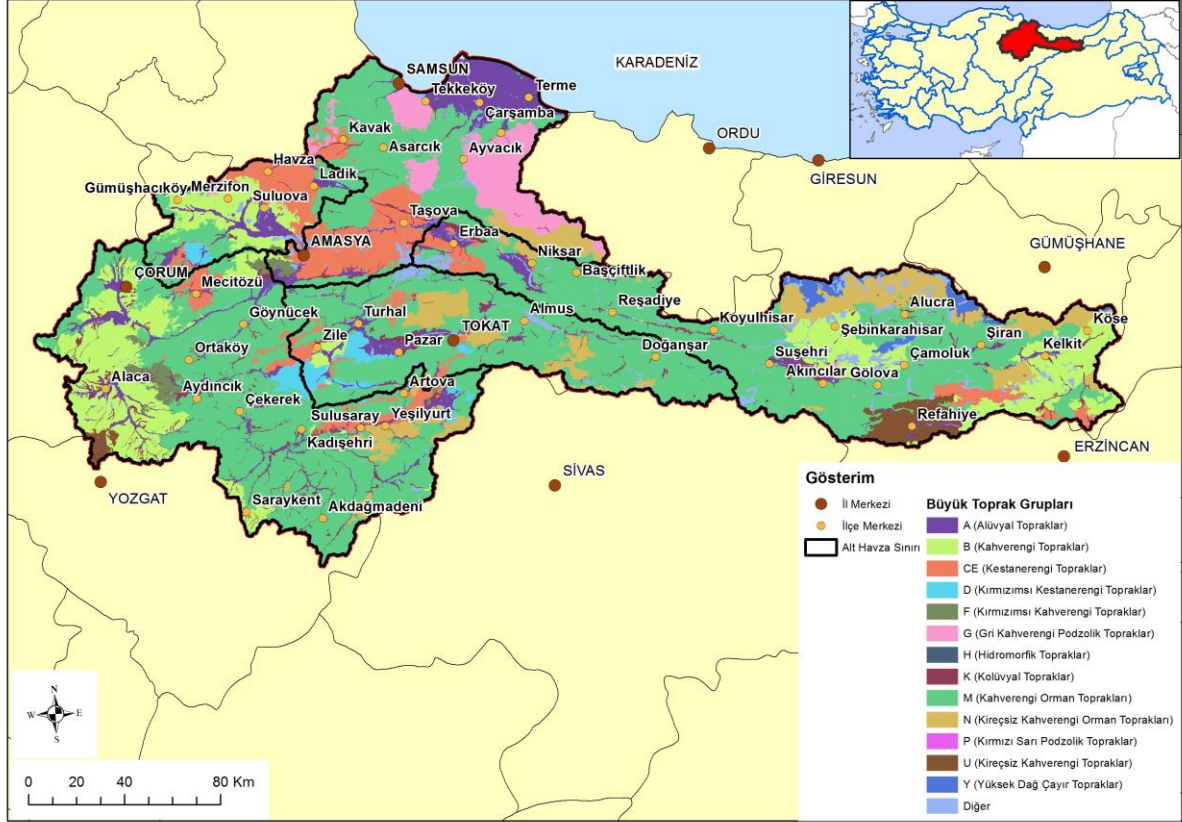 KARADENİZ
SAMSUN
Tekkeköy
Terme
Çarşamba
Kavak
Asarcık
Ayvacık
ORDU
GİRESUN
Havza
Ladik
Gümüşhacıköy
Merzifon
Suluova
Taşova
Erbaa
AMASYA
Niksar
GÜMÜŞHANE
ÇORUM
Mecitözü
Başçiftlik
Göynücek
Turhal
Almus
Reşadiye
Koyulhisar
Alucra
Köse
Zile
Pazar
TOKAT
Şebinkarahisar
Şiran
Ortaköy
Doğanşar
Suşehri
Çamoluk
Kelkit
Alaca
Aydıncık
Artova
Akıncılar
Gölova
Çekerek
Sulusaray
Yeşilyurt
Refahiye
Kadışehri
ERZİNCAN
YOZGAT
SİVAS
Saraykent
Akdağmadeni
Gösterim
İl Merkezi
İlçe Merkezi
Alt Havza Sınırı
Büyük Toprak Grupları
A (Alüvyal Topraklar)
B (Kahverengi Topraklar)
CE (Kestanerengi Topraklar)
D (Kırmızımsı Kestanerengi Topraklar)
F (Kırmızımsı Kahverengi Topraklar)
G (Gri Kahverengi Podzolik Topraklar)
H (Hidromorfik Topraklar)
K (Kolüvyal Topraklar)
M (Kahverengi Orman Toprakları)
N (Kireçsiz Kahverengi Orman Toprakları)
P (Kırmızı Sarı Podzolik Topraklar)
U (Kireçsiz Kahverengi Topraklar)
Y (Yüksek Dağ Çayır Topraklar)
Diğer
N
W E
S
0 20 40 80 Km